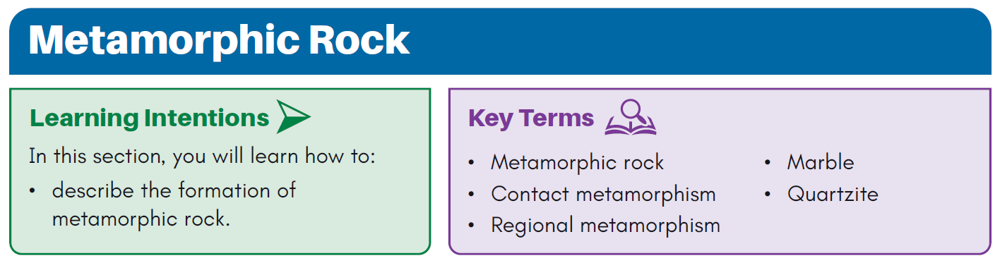 Metamorphic Rock
Learning Intentions
In this section, you will learn how to:
• describe the formation of
metamorphic rock.
Key Terms
• Metamorphic rock
• Contact metamorphism
• Regional metamorphism
• Marble
• Quartzite